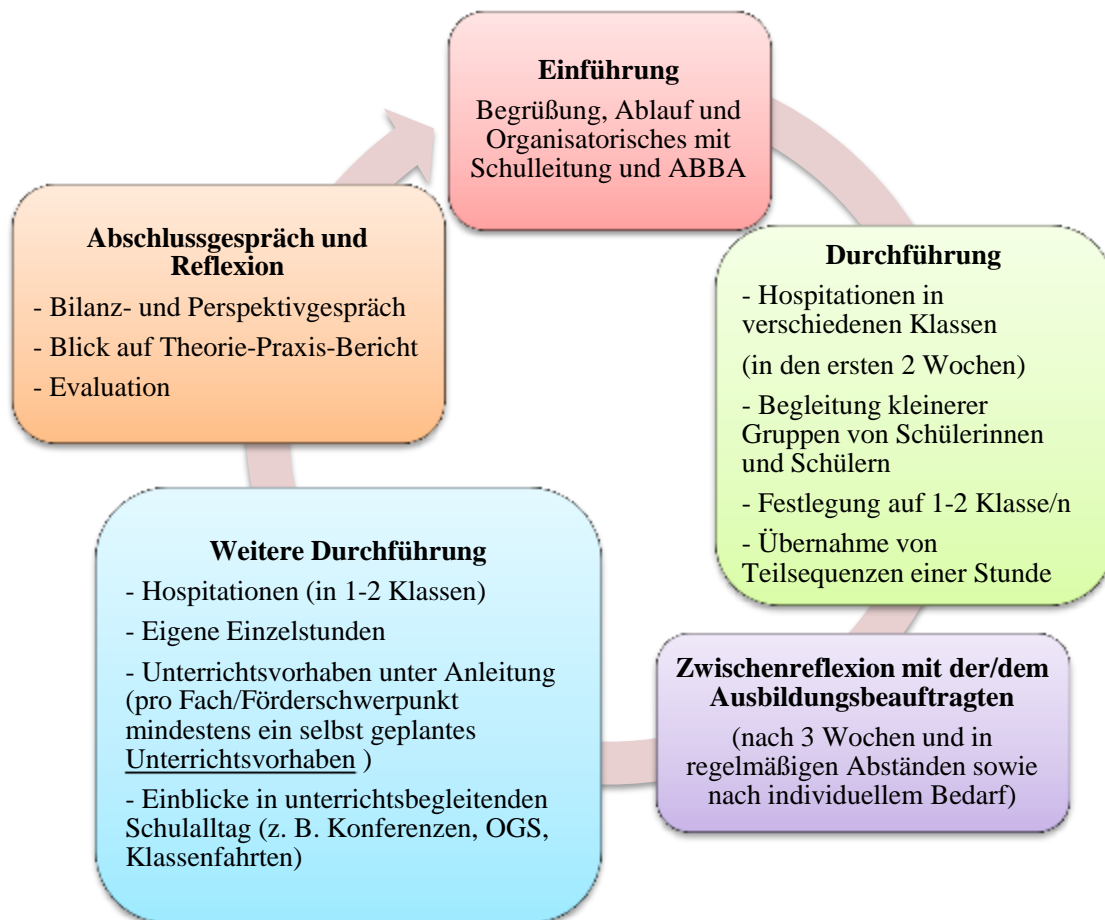 Einführung
Begrüßung, Ablauf und
Organisatorisches mit
Schulleitung und ABBA
Durchführung
- Hospitationen in
verschiedenen Klassen
(in den ersten 2 Wochen)
- Begleitung kleinerer
Gruppen von Schülerinnen
und Schülern
- Festlegung auf 1-2 Klasse/n
- Übernahme von
Teilsequenzen einer Stunde
Zwischenreflexion mit der/dem
Ausbildungsbeauftragten
(nach 3 Wochen und in
regelmäßigen Abständen sowie
nach individuellem Bedarf)
Weitere Durchführung
- Hospitationen (in 1-2 Klassen)
- Eigene Einzelstunden
- Unterrichtsvorhaben unter Anleitung
(pro Fach/Förderschwerpunkt
mindestens ein selbst geplantes
Unterrichtsvorhaben )
- Einblicke in unterrichtsbegleitenden
Schulalltag (z. B. Konferenzen, OGS,
Klassenfahrten)
Abschlussgespräch und
Reflexion
- Bilanz- und Perspektivgespräch
- Blick auf Theorie-Praxis-Bericht
- Evaluation